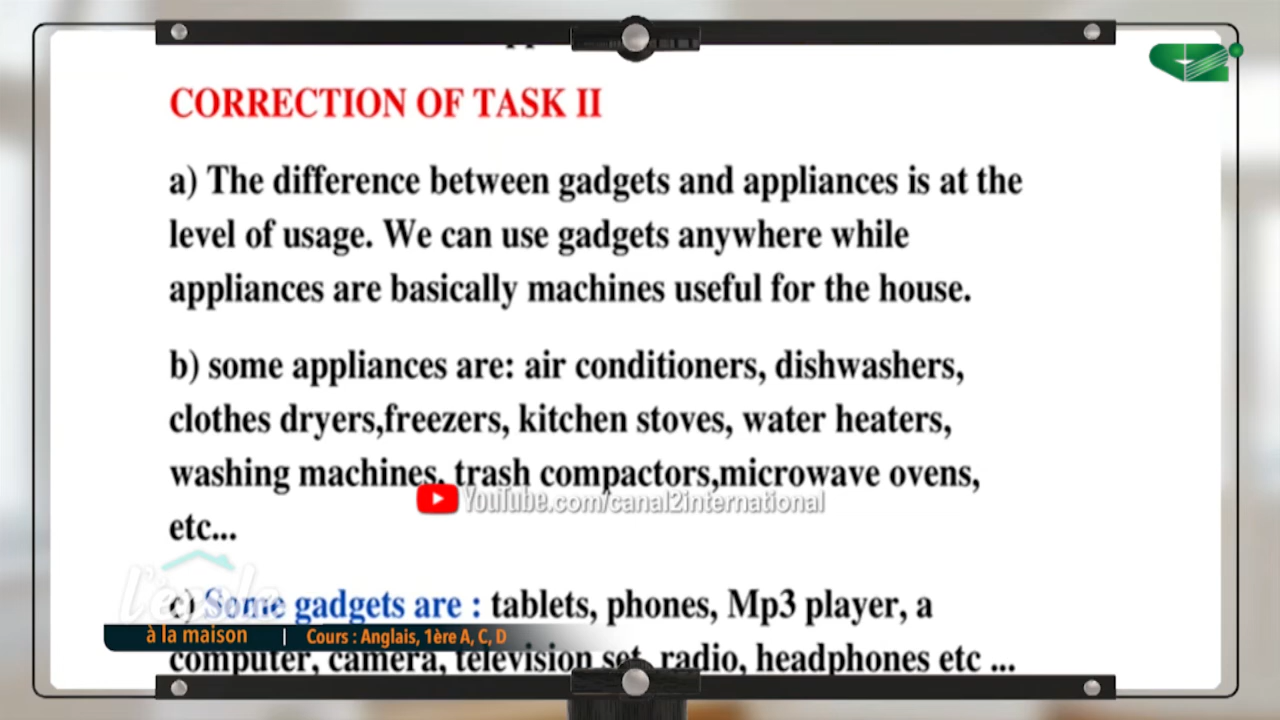 CORRECTION OF TASK II
a) The difference between gadgets and appliances is at the
level of usage. We can use gadgets anywhere while
appliances are basically machines useful for the house.
b) some appliances are: air conditioners, dishwashers,
clothes dryers,freezers, kitchen stoves, water heaters,
washing machines, trash compactors,microwave ovens,
YouTube.com/canal2international
etc...
l'école
c) Some gadgets are : tablets, phones, Mp3 player, a
à la maison | Cours : Anglais, 1ère A, C, D
computer, camera, television set, radio, headphones etc ...